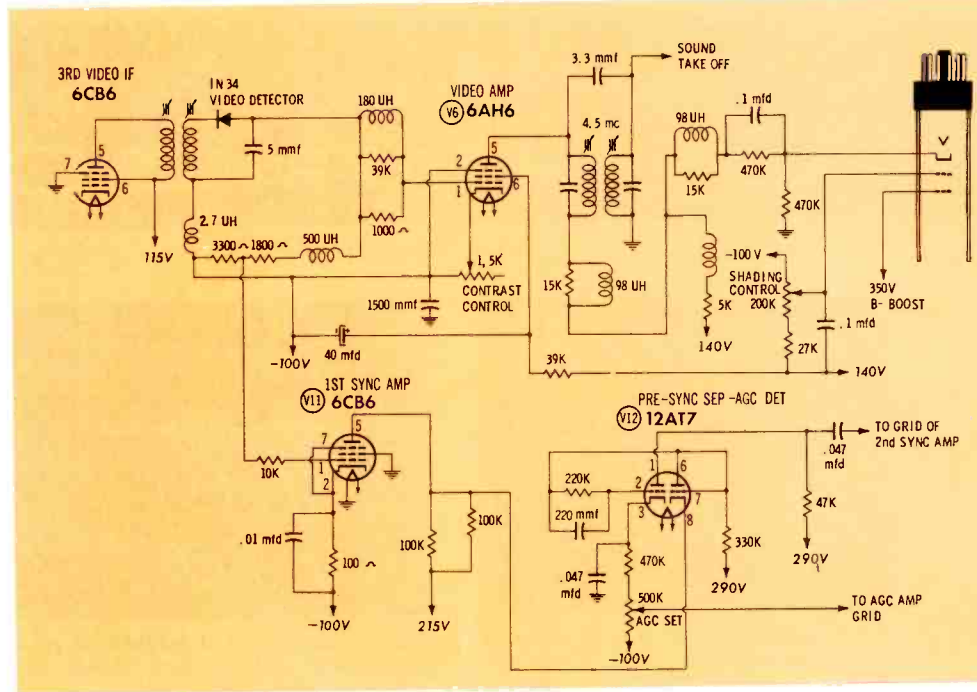 3RD VIDEO IF
6CB6
IN 34
VIDEO DETECTOR
5 mmf
180 UH
39K
1000 ~
VIDEO AMP
V6 6AH6
3.3 mmf
SOUND
TAKE OFF
4.5 mc
98 UH
15K
.1 mfd
470K
470K
7
5
6
115V
2.7 UH
3300 ~
1800 ~
500 UH
2
1
5
6
1.5K
CONTRAST
CONTROL
1500 mmf
40 mfd
-100V
15K
98 UH
5K
140V
-100 V
SHADING
CONTROL
200K
27K
.1 mfd
350V
B- BOOST
39K
140V
1ST SYNC AMP
V11 6CB6
7
1
2
5
10K
.01 mfd
100 ~
-100V
100K
100K
215V
PRE-SYNC SEP -AGC DET
V12 12AT7
220K
220 mmf
1
6
2
7
3
8
.047
mfd
470K
500K
AGC SET
-100V
330K
290V
TO GRID OF
2nd SYNC AMP
.047
mfd
47K
290V
TO AGC AMP
GRID